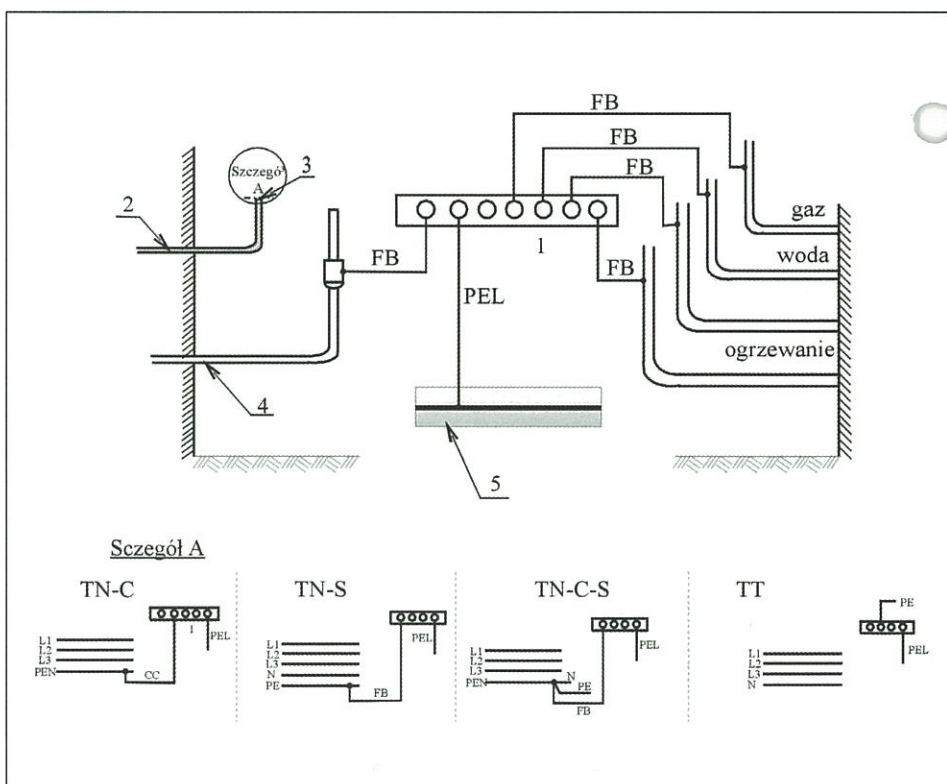 FB
FB
FB
Szczegół
A
3
2
1
gaz
woda
FB
FB
PEL
ogrzewanie
4
5
Sczegół A
TN-C
TN-S
TN-C-S
TT
L1
L2
L3
PEN
CC
1
PEL
L1
L2
L3
N
PE
FB
PEL
L1
L2
L3
PEN
N
PE
FB
PEL
PE
L1
L2
L3
N
PEL